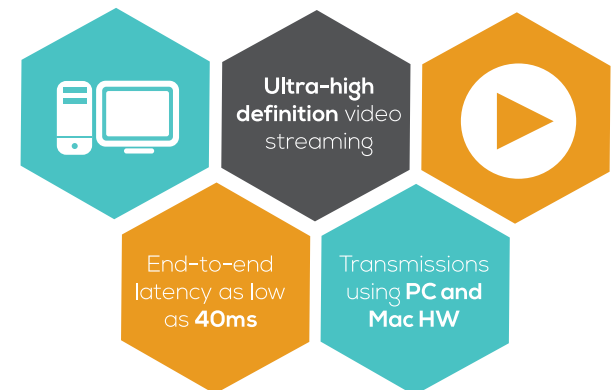 Ultra-high
definition video
streaming
End-to-end
latency as low
as 40ms
Transmissions
using PC and
Mac HW